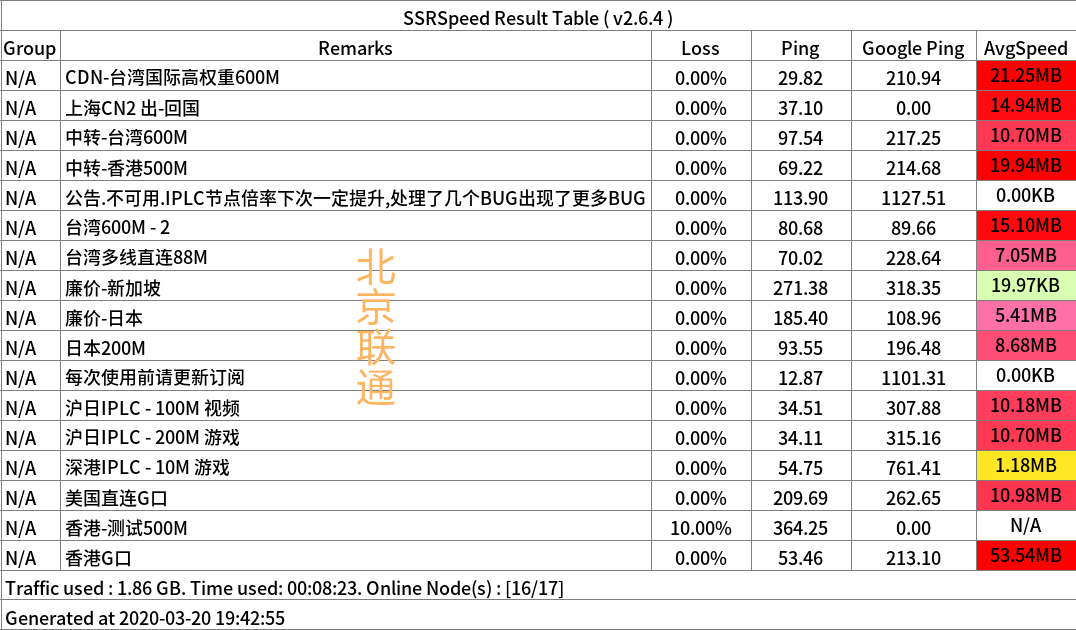 SSRSpeed Result Table ( v2.6.4 )
Group Remarks Loss Ping Google Ping AvgSpeed
N/A CDN-台湾国际高权重600M 0.00% 29.82 210.94 21.25MB
N/A 上海CN2 出-回国 0.00% 37.10 0.00 14.94MB
N/A 中转-台湾600M 0.00% 97.54 217.25 10.70MB
N/A 中转-香港500M 0.00% 69.22 214.68 19.94MB
N/A 公告.不可用.IPLC节点倍率下次一定提升,处理了几个BUG出现了更多BUG 0.00% 113.90 1127.51 0.00KB
N/A 台湾600M - 2 0.00% 80.68 89.66 15.10MB
N/A 台湾多线直连88M 0.00% 70.02 228.64 7.05MB
N/A 廉价-新加坡 0.00% 271.38 318.35 19.97KB
N/A 廉价-日本 0.00% 185.40 108.96 5.41MB
N/A 日本200M 0.00% 93.55 196.48 8.68MB
N/A 每次使用前请更新订阅 0.00% 12.87 1101.31 0.00KB
N/A 沪日IPLC - 100M 视频 0.00% 34.51 307.88 10.18MB
N/A 沪日IPLC - 200M 游戏 0.00% 34.11 315.16 10.70MB
N/A 深港IPLC - 10M 游戏 0.00% 54.75 761.41 1.18MB
N/A 美国直连G口 0.00% 209.69 262.65 10.98MB
N/A 香港-测试500M 10.00% 364.25 0.00 N/A
N/A 香港G口 0.00% 53.46 213.10 53.54MB
Traffic used : 1.86 GB. Time used: 00:08:23. Online Node(s) : [16/17]
Generated at 2020-03-20 19:42:55
北京联通